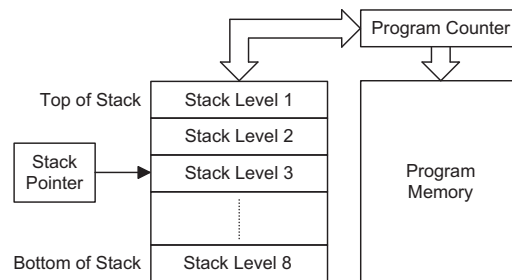 Program Counter
Top of Stack
Stack Level 1
Stack Level 2
Stack
Pointer
Stack Level 3
Program
Memory
Bottom of Stack
Stack Level 8